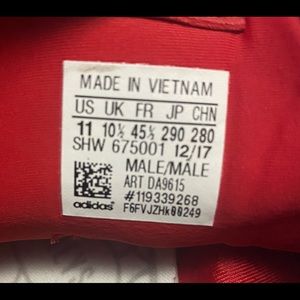 MADE IN VIETNAM
US UK FR JP CHN
11 10½ 45⅓ 290 280
SHW 675001 12/17
MALE/MALE
ART DA9615
#119339268
adidas F6FVJZHk00249